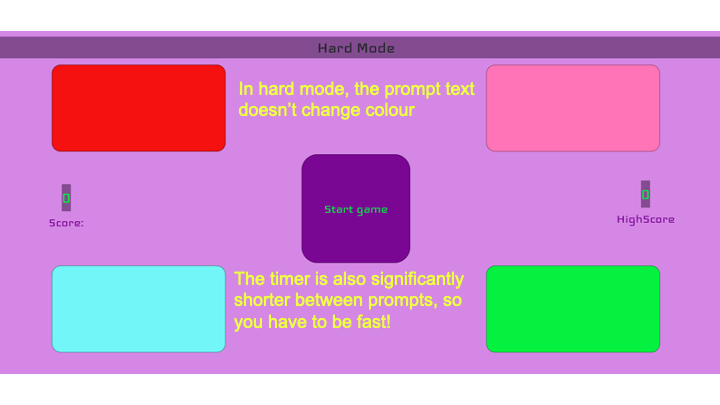 Hard Mode
In hard mode, the prompt text
doesn't change colour
0
Score:
Start game
0
HighScore
The timer is also significantly
shorter between prompts, so
you have to be fast!